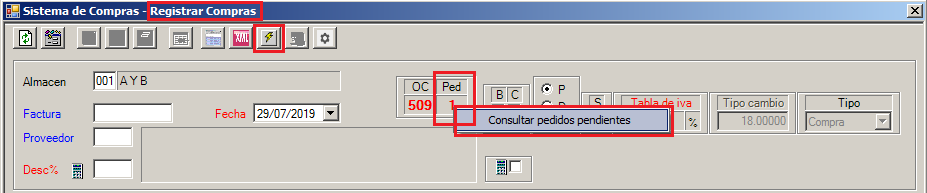 Sistema de Compras - Registrar Compras
XML
Almacen 001 A Y B
OC Ped
509 1
B C
P
Factura
Fecha 29/07/2019
S Tabla de iva Tipo cambio Tipo
% 18.00000 Compra
Consultar pedidos pendientes
Proveedor
Desc%